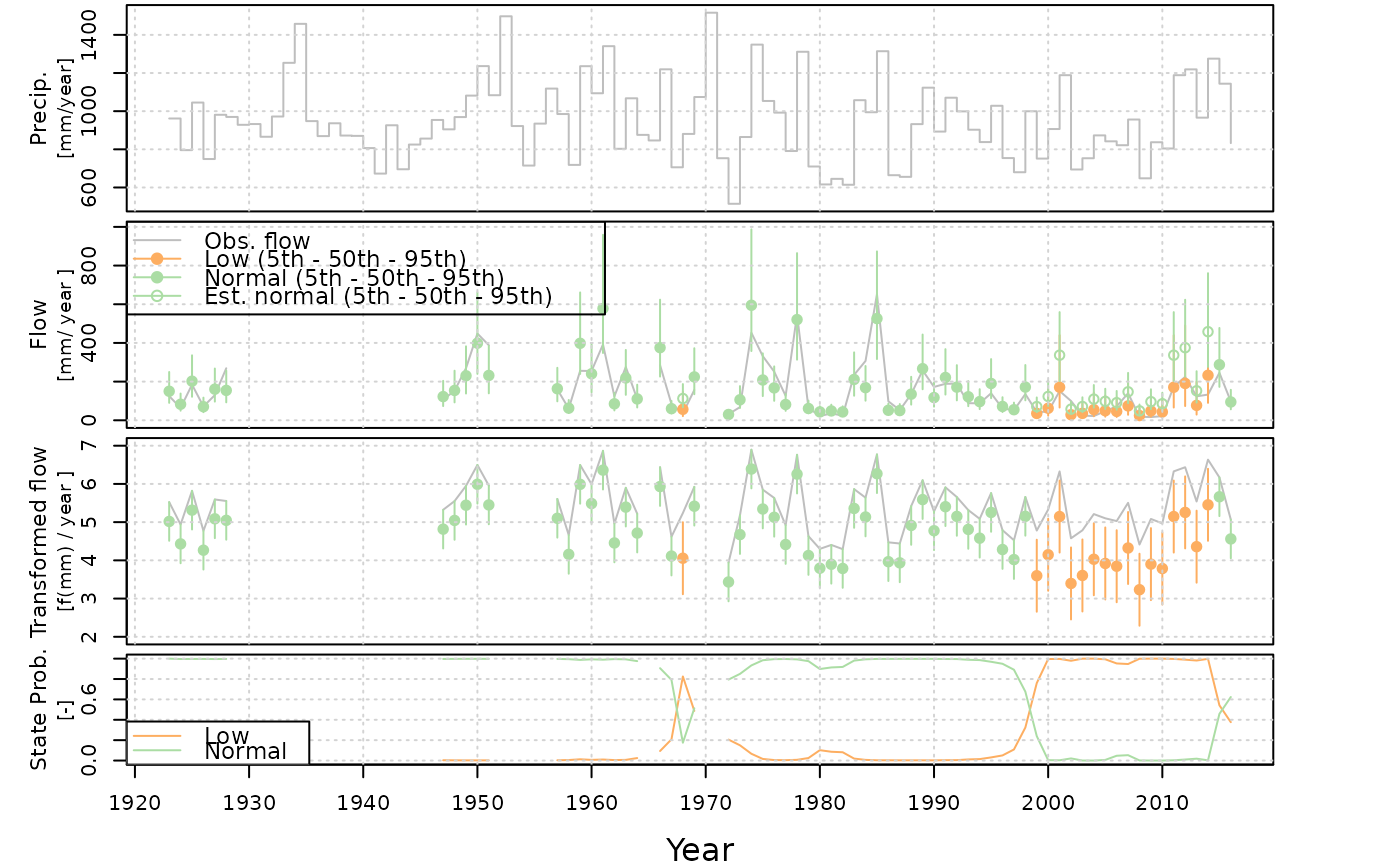 Precip.
[mm/year]
600
1000
1400
Flow
[mm/ year ]
0
400
800
Obs. flow
Low (5th - 50th - 95th)
Normal (5th - 50th - 95th)
Est. normal (5th - 50th - 95th)
Transformed flow
[f(mm) / year ]
2
3
4
5
6
7
State Prob.
[-]
0.0
0.6
Low
Normal
1920 1930 1940 1950 1960 1970 1980 1990 2000 2010
Year